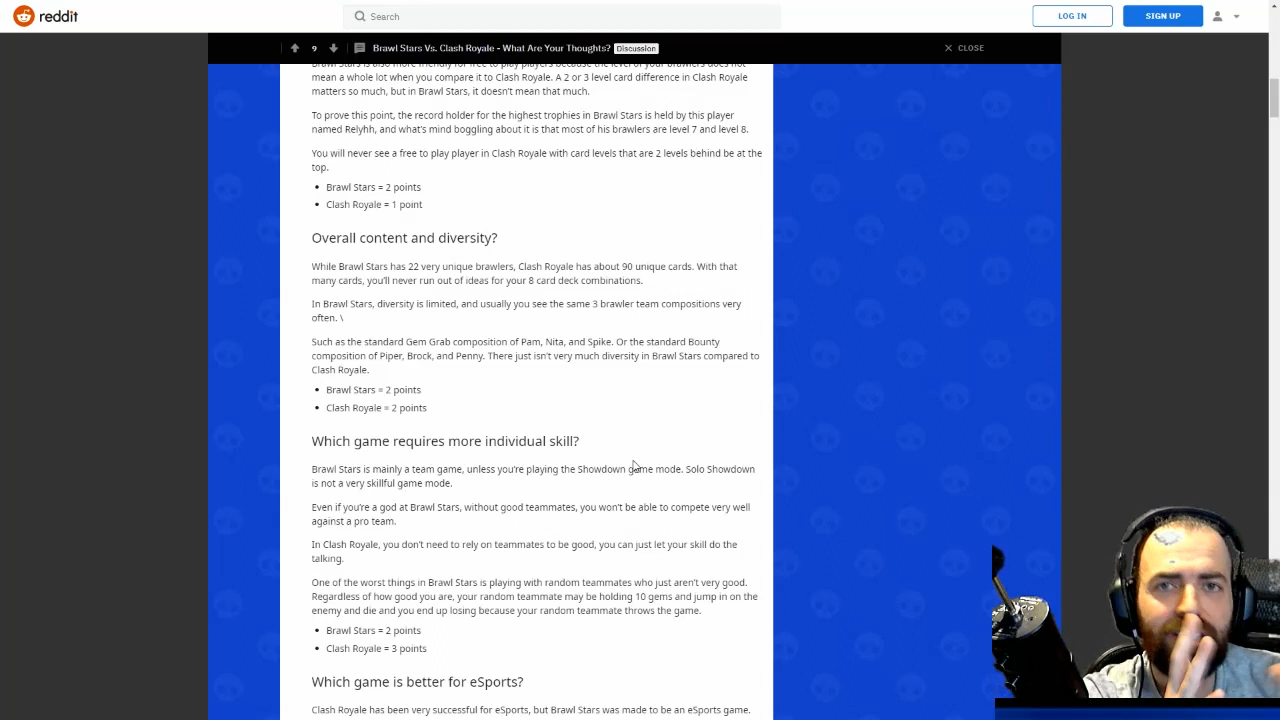 reddit
Search
LOG IN
SIGN UP
9
Brawl Stars Vs. Clash Royale - What Are Your Thoughts? Discussion
CLOSE
Brawl Stars is also more friendly for free to play players because the level of your brawlers does not
mean a whole lot when you compare it to Clash Royale. A 2 or 3 level card difference in Clash Royale
matters so much, but in Brawl Stars, it doesn't mean that much.
To prove this point, the record holder for the highest trophies in Brawl Stars is held by this player
named Relyhh, and what's mind boggling about it is that most of his brawlers are level 7 and level 8.
You will never see a free to play player in Clash Royale with card levels that are 2 levels behind be at the
top.
• Brawl Stars = 2 points
• Clash Royale = 1 point
Overall content and diversity?
While Brawl Stars has 22 very unique brawlers, Clash Royale has about 90 unique cards. With that
many cards, you'll never run out of ideas for your 8 card deck combinations.
In Brawl Stars, diversity is limited, and usually you see the same 3 brawler team compositions very
often. \
Such as the standard Gem Grab composition of Pam, Nita, and Spike. Or the standard Bounty
composition of Piper, Brock, and Penny. There just isn't very much diversity in Brawl Stars compared to
Clash Royale.
• Brawl Stars = 2 points
• Clash Royale = 2 points
Which game requires more individual skill?
Brawl Stars is mainly a team game, unless you're playing the Showdown game mode. Solo Showdown
is not a very skillful game mode.
Even if you're a god at Brawl Stars, without good teammates, you won't be able to compete very well
against a pro team.
In Clash Royale, you don't need to rely on teammates to be good, you can just let your skill do the
talking.
One of the worst things in Brawl Stars is playing with random teammates who just aren't very good.
Regardless of how good you are, your random teammate may be holding 10 gems and jump in on the
enemy and die and you end up losing because your random teammate throws the game.
• Brawl Stars = 2 points
• Clash Royale = 3 points
Which game is better for eSports?
Clash Royale has been very successful for eSports, but Brawl Stars was made to be an eSports game.